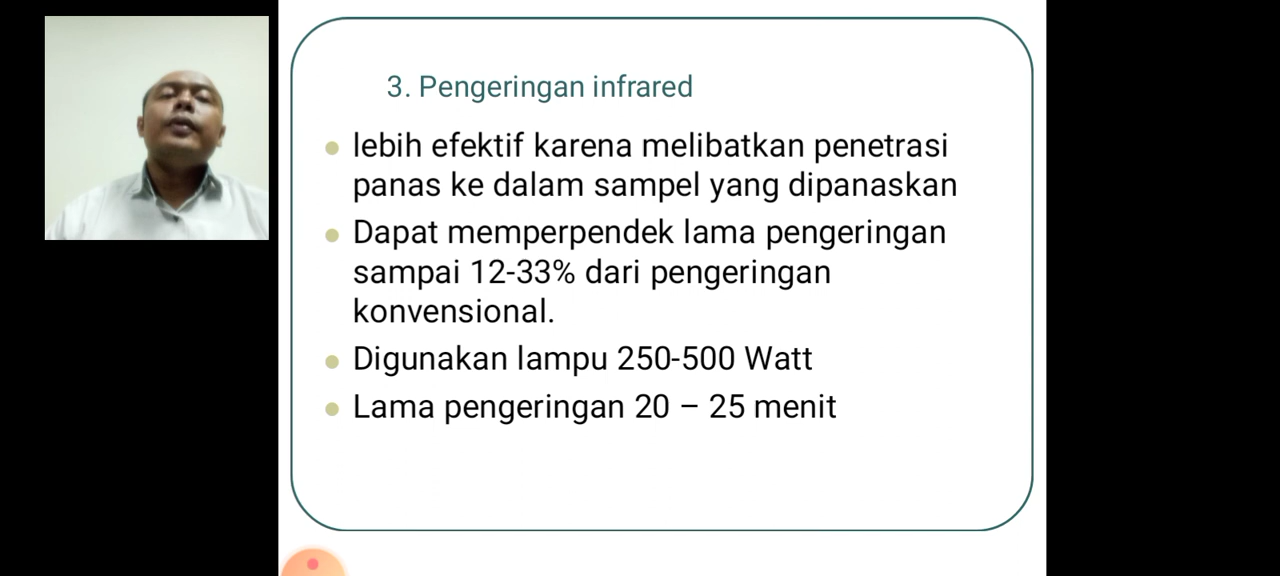 3. Pengeringan infrared
lebih efektif karena melibatkan penetrasi
panas ke dalam sampel yang dipanaskan
Dapat memperpendek lama pengeringan
sampai 12-33% dari pengeringan
konvensional.
Digunakan lampu 250-500 Watt
Lama pengeringan 20 – 25 menit